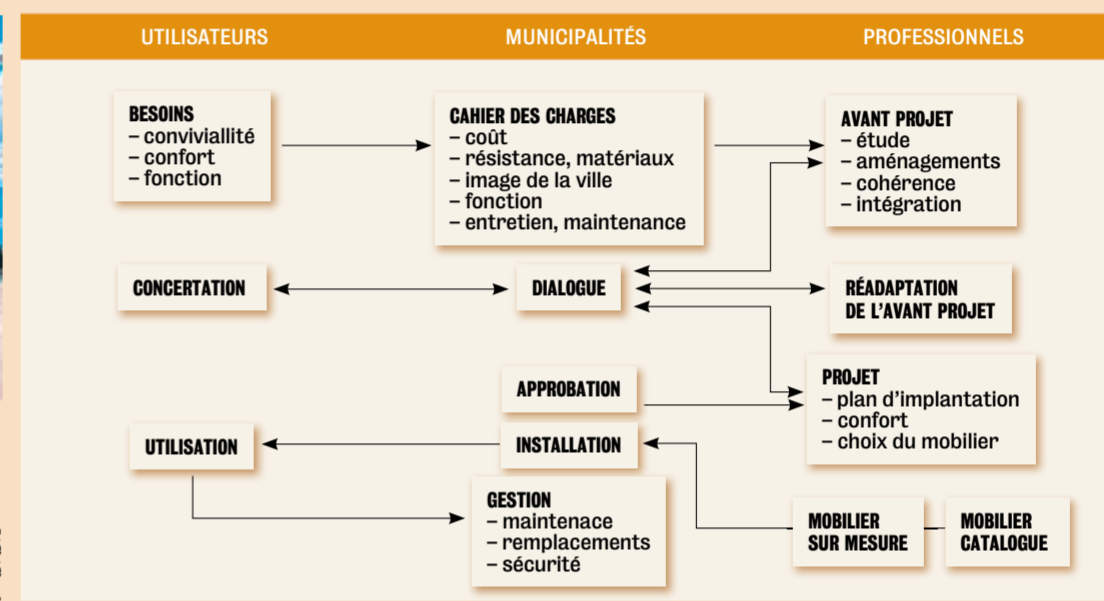 UTILISATEURS
MUNICIPALITÉS
PROFESSIONNELS
BESOINS
– conviviallité
– confort
– fonction
CAHIER DES CHARGES
– coût
– résistance, matériaux
– image de la ville
– fonction
– entretien, maintenance
AVANT PROJET
– étude
– aménagements
– cohérence
– intégration
CONCERTATION
DIALOGUE
RÉADAPTATION
DE L'AVANT PROJET
APPROBATION
PROJET
– plan d'implantation
– confort
– choix du mobilier
UTILISATION
INSTALLATION
GESTION
– maintenace
– remplacements
– sécurité
MOBILIER
SUR MESURE
MOBILIER
CATALOGUE